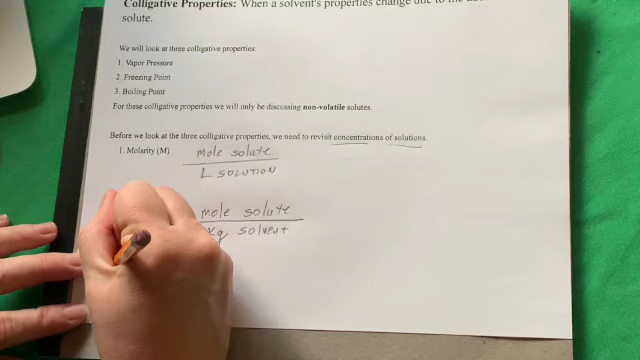 Colligative Properties: When a solvent's properties change due to the
solute.
We will look at three colligative properties:
1. Vapor Pressure
2. Freezing Point
3. Boiling Point
For these colligative properties we will only be discussing non-volatile solutes.
Before we look at the three colligative properties, we need to revisit concentrations of solutions.
1. Molarity (M)
mole solute
L SOLUTION
mole solute
kg solvent